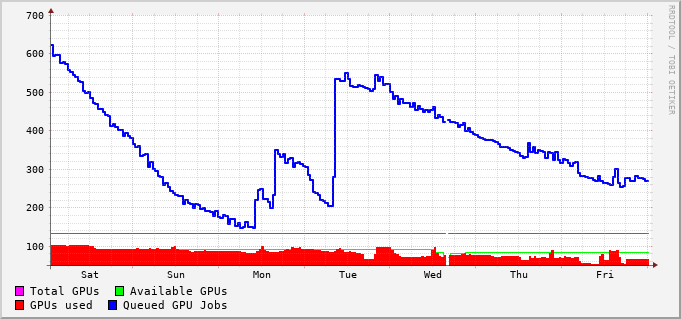 RRDTOOL / TOBI OETIKER
700
600
500
400
300
200
100
Sat Sun Mon Tue Wed Thu Fri
Total GPUs Available GPUs
GPUs used Queued GPU Jobs